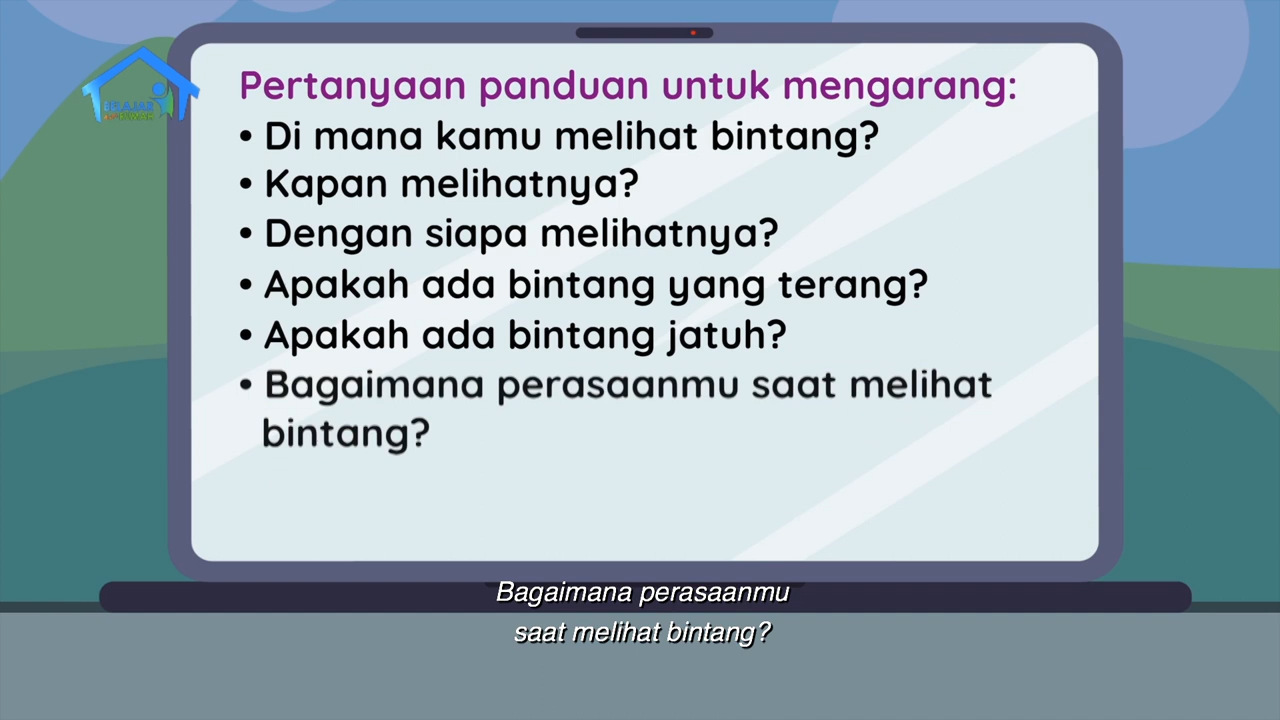 BELAJAR
Pertanyaan panduan untuk mengarang:
• Di mana kamu melihat bintang?
• Kapan melihatnya?
• Dengan siapa melihatnya?
• Apakah ada bintang yang terang?
• Apakah ada bintang jatuh?
• Bagaimana perasaanmu saat melihat
bintang?
Bagaimana perasaanmu
saat melihat bintang?